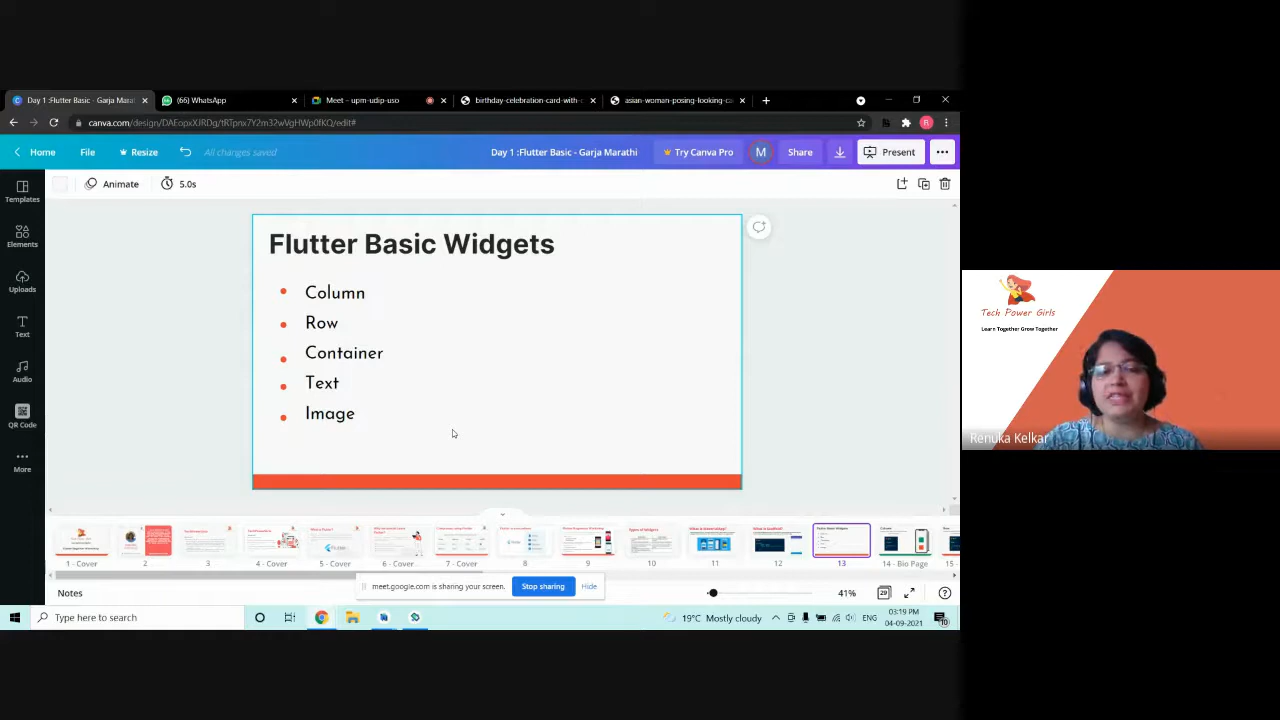 Day 1 :Flutter Basic - Garja Marat
(66) WhatsApp
Meet – upm-udip-uso
birthday-celebration-card-with-c
asian-woman-posing-looking-ca
canva.com/design/DAEopxXJRDg/tRTpnx7Y2m32wVgHWp0fKQ/edit#
Home
File
Resize
All changes saved
Day 1 :Flutter Basic - Garja Marathi
Try Canva Pro
M
Share
Present
Animate
5.0s
Templates
Elements
Uploads
Text
Audio
QR Code
More
Flutter Basic Widgets
Column
Row
Container
Text
Image
Tech Power Girls
Learn Together Grow Together
Renuka Kelkar
1 - Cover
2
3 - Cover
4 - Cover
5 - Cover
6 - Cover
7 - Cover
8
9 - Cover
10
11
12
13
14 - Bio Page
15 -
meet.google.com is sharing your screen.
Stop sharing
Hide
Notes
41%
29
Type here to search
19°C Mostly cloudy
ENG
03:19 PM
04-09-2021